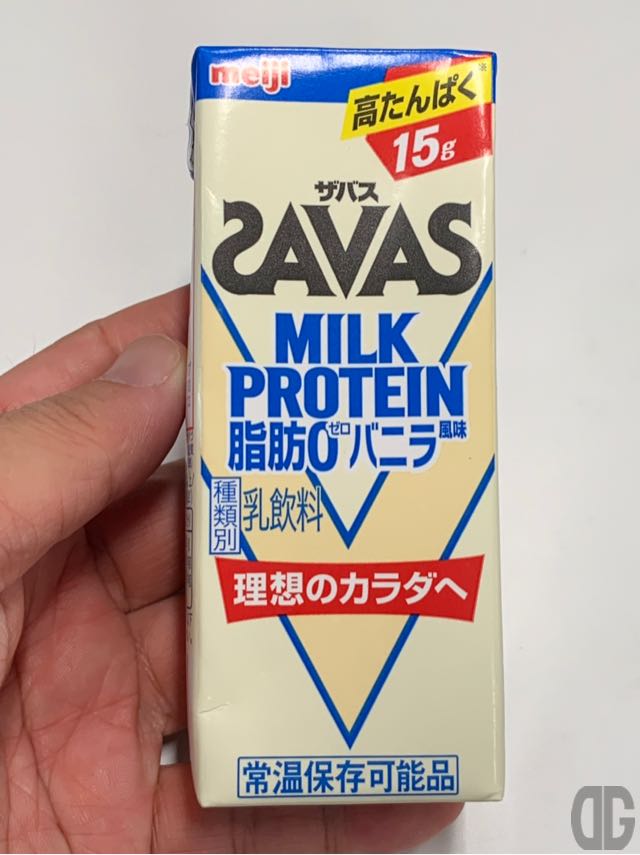 meiji
高たんぱく※
15g
ザバス
SAVAS
MILK
PROTEIN
脂肪0ゼロバニラ風味
種類別 乳飲料
理想のカラダへ
常温保存可能品
DG